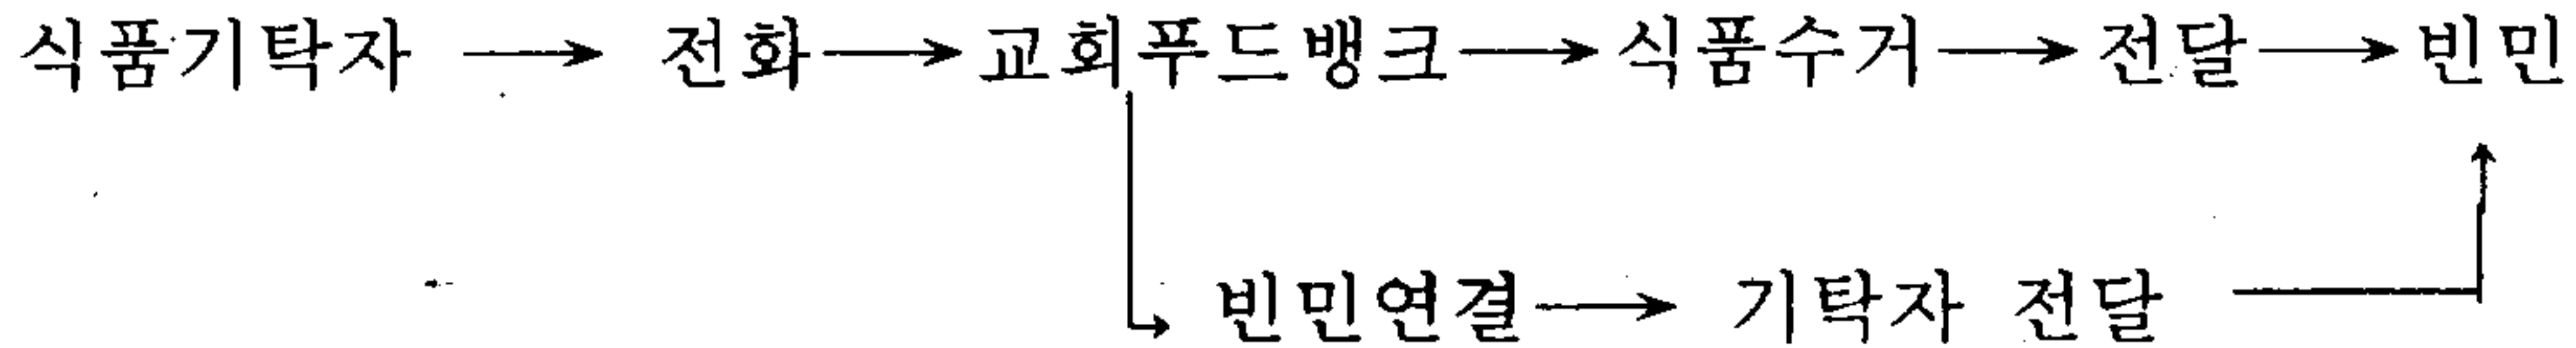 식품기탁자 → 전화 → 교회푸드뱅크 → 식품수거 → 전달 → 빈민
빈민연결 → 기탁자 전달